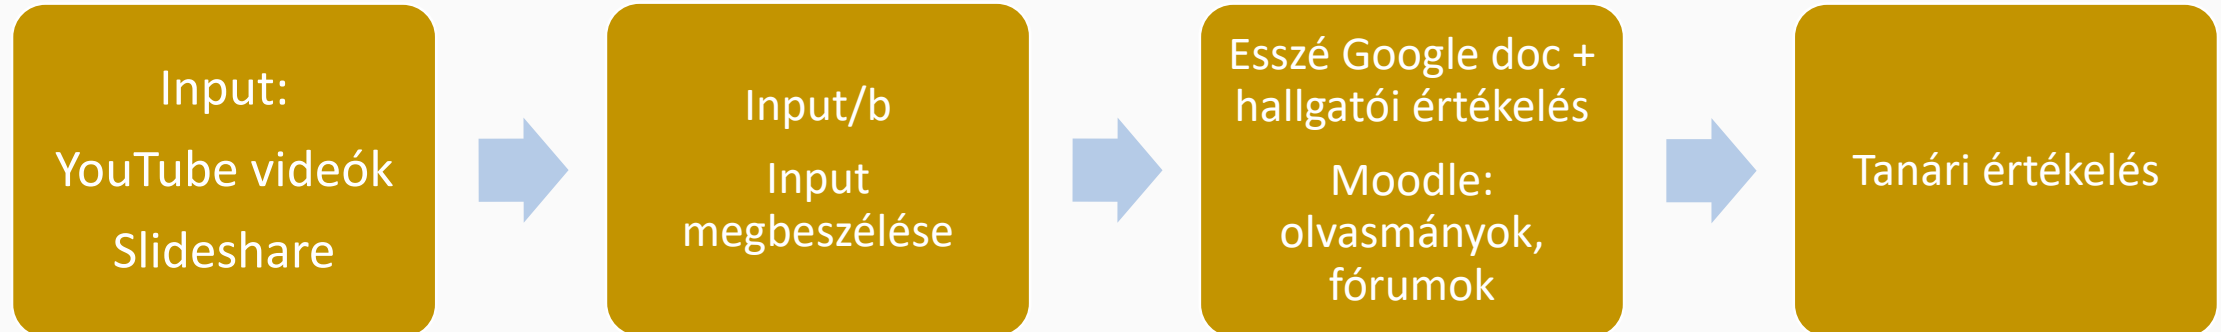 Input:
YouTube videók
Slideshare
Input/b
Input
megbeszélése
Esszé Google doc +
hallgatói értékelés
Moodle:
olvasmányok,
fórumok
Tanári értékelés